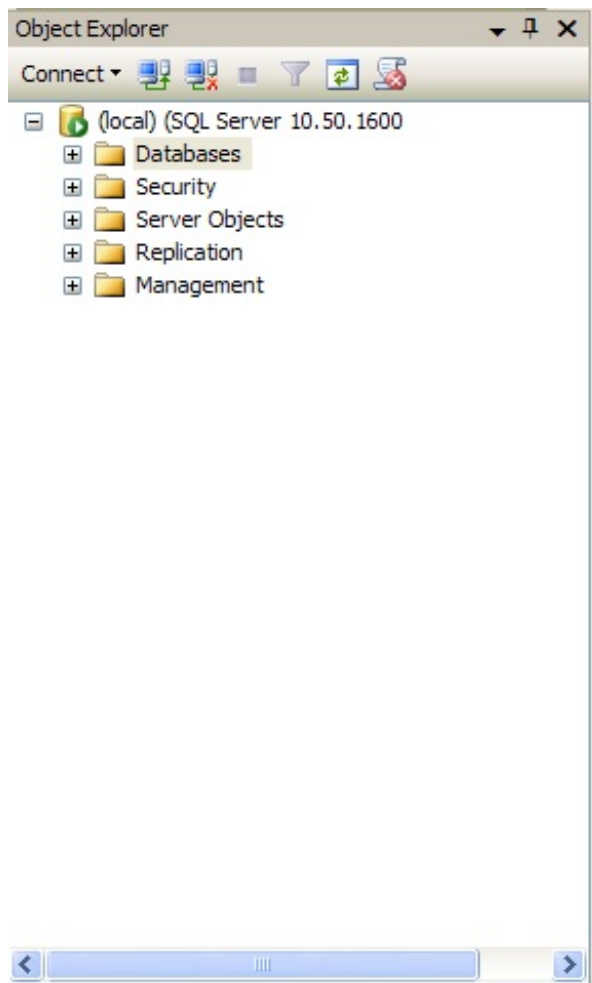 Object Explorer
Connect
(local) (SQL Server 10.50.1600
Databases
Security
Server Objects
Replication
Management